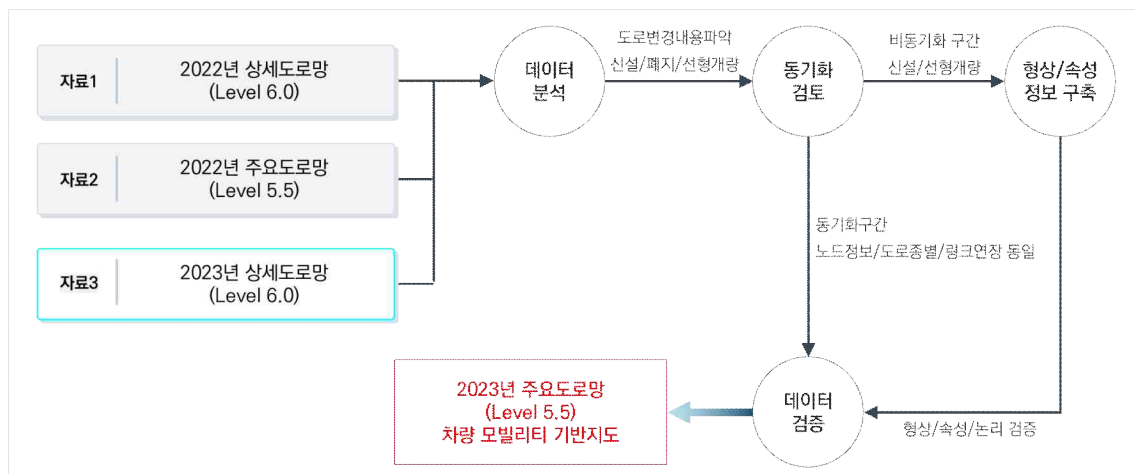 자료1
2022년 상세도로망
(Level 6.0)
자료2
2022년 주요도로망
(Level 5.5)
자료3
2023년 상세도로망
(Level 6.0)
데이터
분석
도로변경내용파악
신설/폐지/선형개량
동기화
검토
비동기화 구간
신설/선형개량
형상/속성
정보 구축
동기화구간
노드정보/도로종별/링크연장 동일
데이터
검증
형상/속성/논리 검증
2023년 주요도로망
(Level 5.5)
차량 모빌리티 기반지도